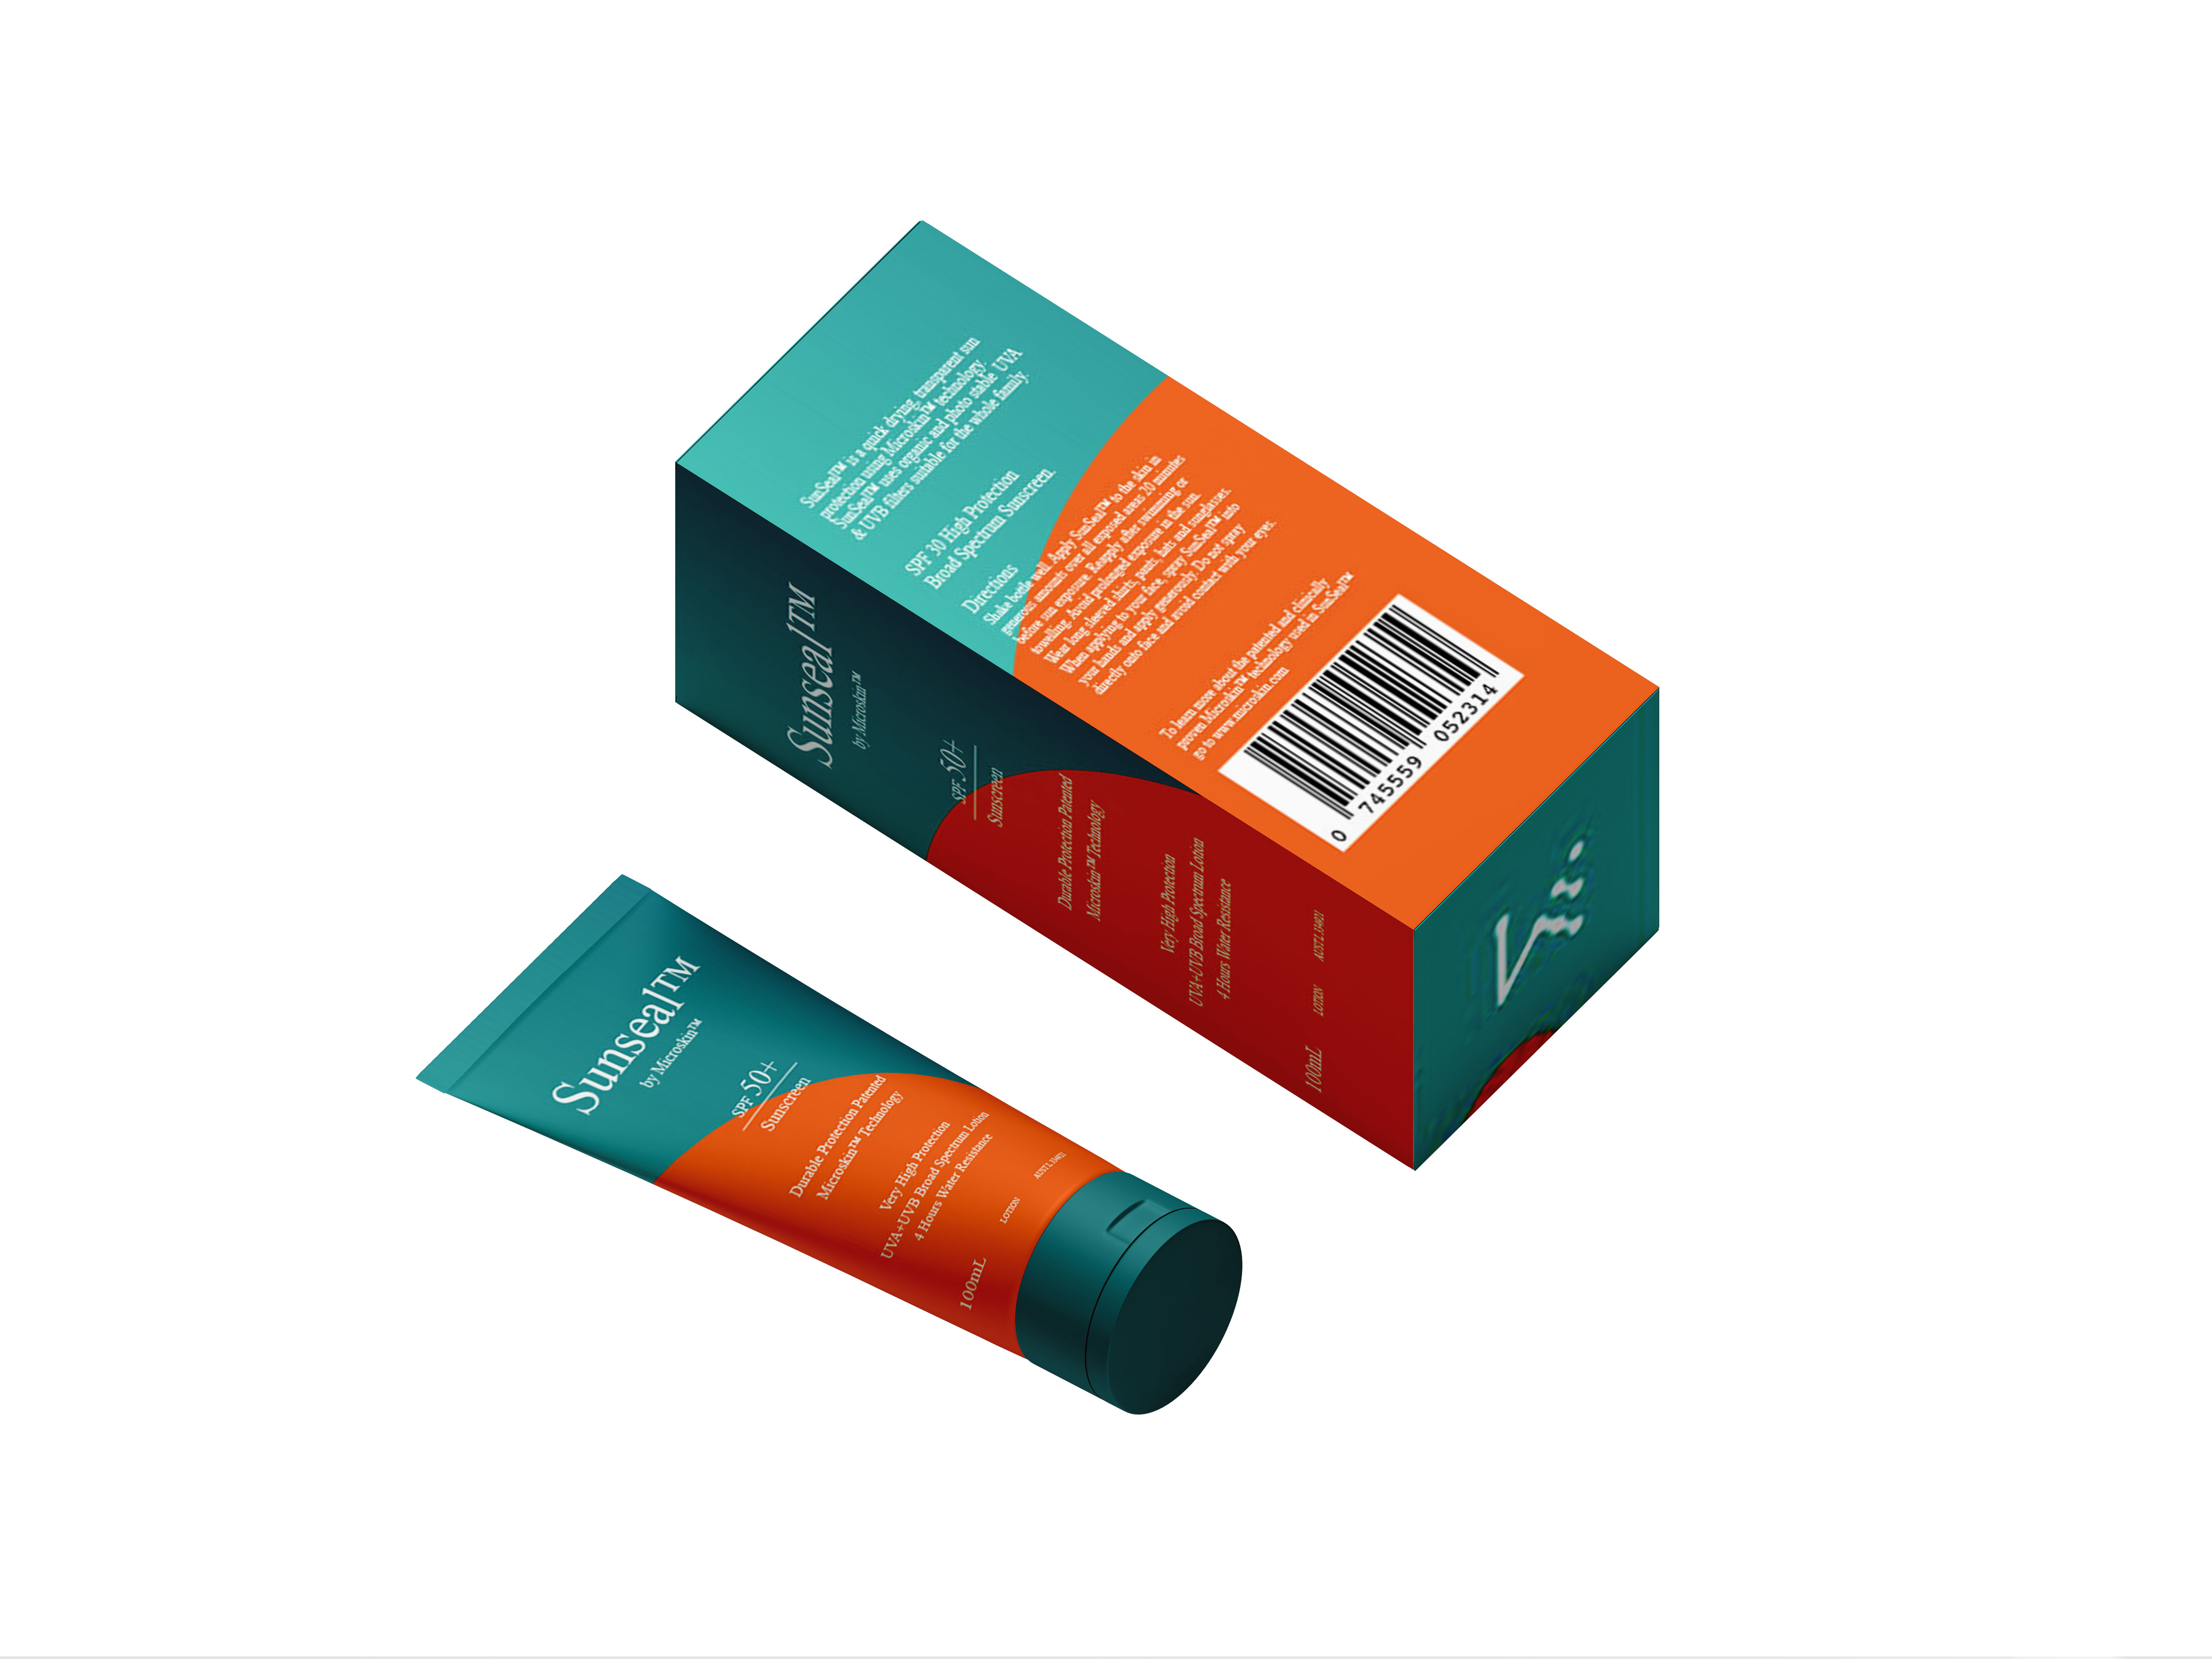 SunSeal™ is a quick drying, transparent sun
protection using Microskin™ technology.
SunSeal™ uses organic and photo stable UVA
& UVB filters suitable for the whole family.
SPF 30 High Protection
Broad Spectrum Sunscreen.
Directions
Shake bottle well. Apply SunSeal™ to the skin in
generous amounts over all exposed areas 20 minutes
before sun exposure. Reapply after swimming or
towelling. Avoid prolonged exposure in the sun.
Wear long sleeved shirts, pants, hats and sunglasses.
When applying to your face, spray SunSeal™ into
your hands and apply generously. Do not spray
directly onto face and avoid contact with your eyes.
To learn more about the patented and clinically
proven Microskin™ technology used in SunSeal™
go to www.microskin.com
0 745559 052314
Sunseal™
by Microskin™
SPF 50+
Sunscreen
Durable Protection Patented
Microskin™ Technology
Very High Protection
UVA+UVB Broad Spectrum Lotion
4 Hours Water Resistance
100mL LOTION
Sunseal™
by Microskin™
SPF 50+
Sunscreen
Durable Protection Patented
Microskin™ Technology
Very High Protection
UVA+UVB Broad Spectrum Lotion
4 Hours Water Resistance
100mL LOTION